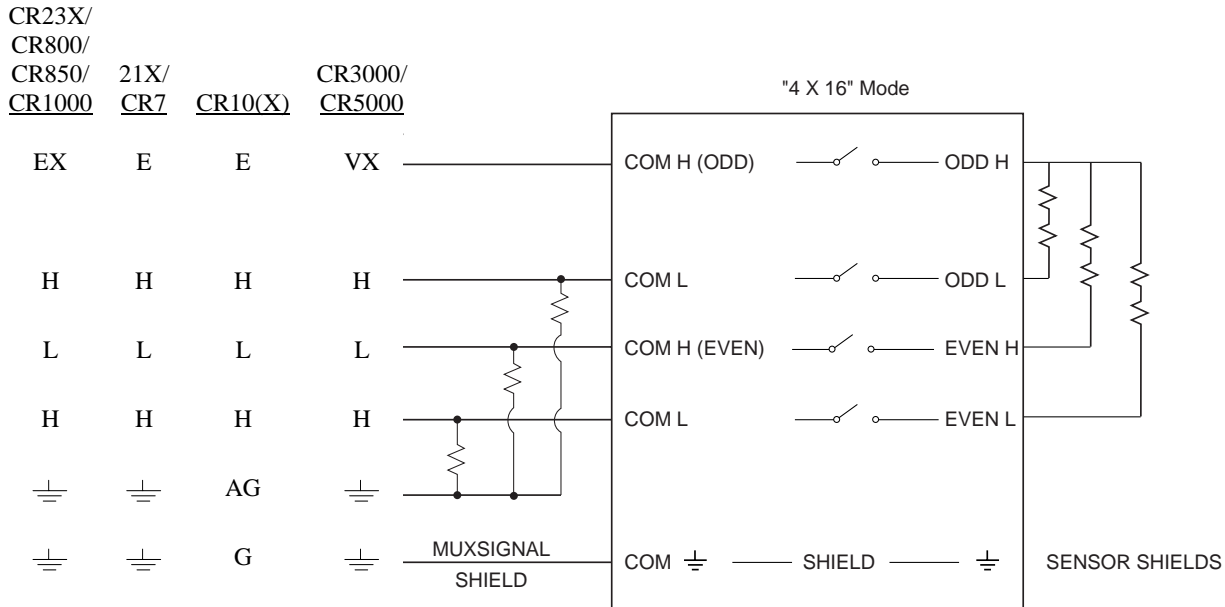 CR23X/
CR800/
CR850/ 21X/ CR3000/
CR1000 CR7 CR10(X) CR5000
"4 X 16" Mode
EX E E VX COM H (ODD) ODD H
H H H H COM L ODD L
L L L L COM H (EVEN) EVEN H
H H H H COM L EVEN L
AG
G MUXSIGNAL SHIELD COM SHIELD SENSOR SHIELDS